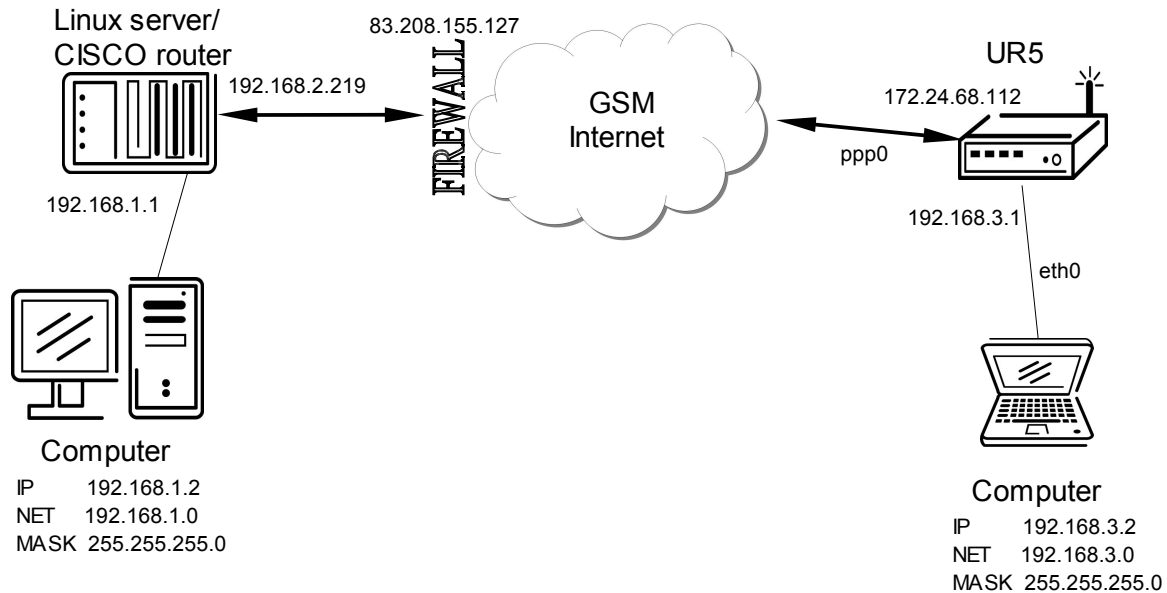 Linux server/
CISCO router
83.208.155.127
192.168.2.219
FIREWALL
GSM
Internet
UR5
172.24.68.112
ppp0
192.168.1.1
192.168.3.1
eth0
Computer
IP 192.168.1.2
NET 192.168.1.0
MASK 255.255.255.0
Computer
IP 192.168.3.2
NET 192.168.3.0
MASK 255.255.255.0